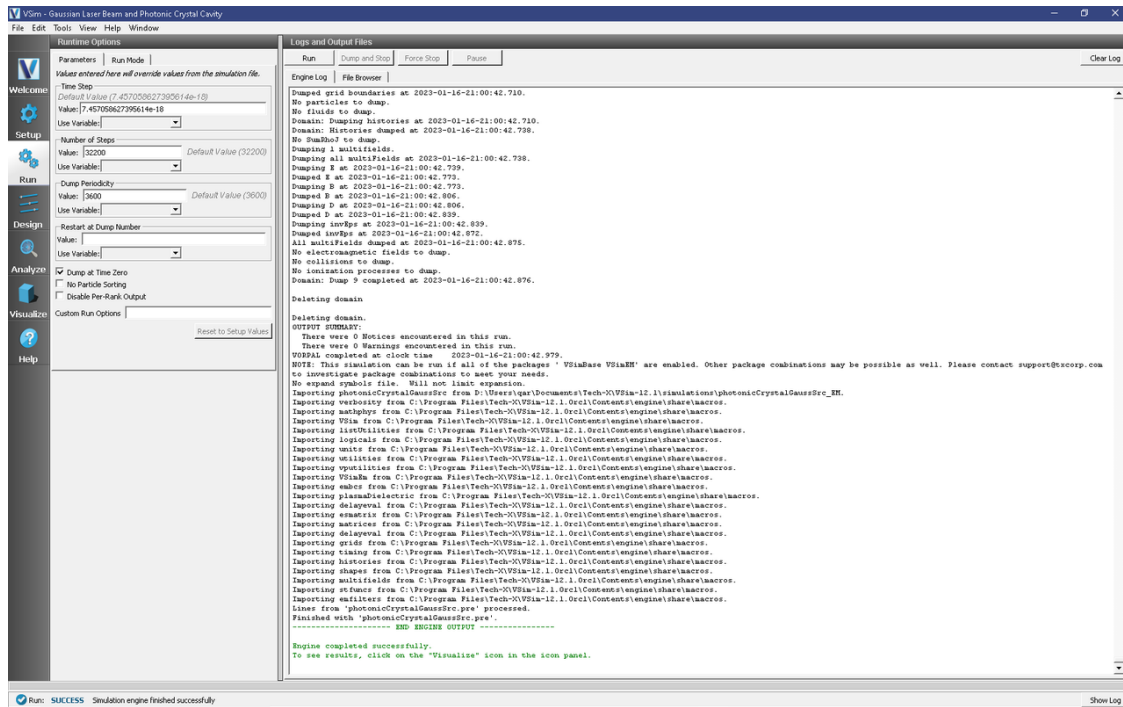 VSim - Gaussian Laser Beam and Photonic Crystal Cavity
File Edit Tools View Help Window
Welcome
Setup
Run
Design
Analyze
Visualize
Help
Runtime Options
Parameters Run Mode
Values entered here will override values from the simulation file.
Time Step
Default Value (7.457058627395614e-18)
Value: 7.457058627395614e-18
Use Variable:
Number of Steps
Value: 32200 Default Value (32200)
Use Variable:
Dump Periodicity
Value: 3600 Default Value (3600)
Use Variable:
Restart at Dump Number
Value:
Use Variable:
Dump at Time Zero
No Particle Sorting
Disable Per-Rank Output
Custom Run Options
Reset to Setup Values
Logs and Output Files
Run Dump and Stop Force Stop Pause Clear Log
Engine Log File Browser
Dumped grid boundaries at 2023-01-16-21:00:42.710.
No particles to dump.
No fluids to dump.
Domain: Dumping histories at 2023-01-16-21:00:42.710.
Domain: Histories dumped at 2023-01-16-21:00:42.738.
No SumRhoJ to dump.
Dumping 1 multifields.
Dumping all multiFields at 2023-01-16-21:00:42.738.
Dumping E at 2023-01-16-21:00:42.739.
Dumped E at 2023-01-16-21:00:42.773.
Dumping B at 2023-01-16-21:00:42.773.
Dumped B at 2023-01-16-21:00:42.806.
Dumping D at 2023-01-16-21:00:42.806.
Dumped D at 2023-01-16-21:00:42.839.
Dumping invEps at 2023-01-16-21:00:42.839.
Dumped invEps at 2023-01-16-21:00:42.872.
All multiFields dumped at 2023-01-16-21:00:42.875.
No electromagnetic fields to dump.
No collisions to dump.
No ionization processes to dump.
Domain: Dump 9 completed at 2023-01-16-21:00:42.876.
Deleting domain
Deleting domain.
OUTPUT SUMMARY:
There were 0 Notices encountered in this run.
There were 0 Warnings encountered in this run.
VORPAL completed at clock time 2023-01-16-21:00:42.979.
NOTE: This simulation can be run if all of the packages ' VSimBase VSimEM' are enabled. Other package combinations may be possible as well. Please contact support@txcorp.com
to investigate package combinations to meet your needs.
No expand symbols file. Will not limit expansion.
Importing photonicCrystalGaussSrc from D:\Users\qar\Documents\Tech-X\VSim-12.1\simulations\photonicCrystalGaussSrc_EM.
Importing verbosity from C:\Program Files\Tech-X\VSim-12.1.0rc1\Contents\engine\share\macros.
Importing mathphys from C:\Program Files\Tech-X\VSim-12.1.0rc1\Contents\engine\share\macros.
Importing VSim from C:\Program Files\Tech-X\VSim-12.1.0rc1\Contents\engine\share\macros.
Importing listUtilities from C:\Program Files\Tech-X\VSim-12.1.0rc1\Contents\engine\share\macros.
Importing logicals from C:\Program Files\Tech-X\VSim-12.1.0rc1\Contents\engine\share\macros.
Importing units from C:\Program Files\Tech-X\VSim-12.1.0rc1\Contents\engine\share\macros.
Importing utilities from C:\Program Files\Tech-X\VSim-12.1.0rc1\Contents\engine\share\macros.
Importing vputilities from C:\Program Files\Tech-X\VSim-12.1.0rc1\Contents\engine\share\macros.
Importing VSimEm from C:\Program Files\Tech-X\VSim-12.1.0rc1\Contents\engine\share\macros.
Importing embcs from C:\Program Files\Tech-X\VSim-12.1.0rc1\Contents\engine\share\macros.
Importing plasmaDielectric from C:\Program Files\Tech-X\VSim-12.1.0rc1\Contents\engine\share\macros.
Importing delayeval from C:\Program Files\Tech-X\VSim-12.1.0rc1\Contents\engine\share\macros.
Importing esmatrix from C:\Program Files\Tech-X\VSim-12.1.0rc1\Contents\engine\share\macros.
Importing matrices from C:\Program Files\Tech-X\VSim-12.1.0rc1\Contents\engine\share\macros.
Importing delayeval from C:\Program Files\Tech-X\VSim-12.1.0rc1\Contents\engine\share\macros.
Importing grids from C:\Program Files\Tech-X\VSim-12.1.0rc1\Contents\engine\share\macros.
Importing timing from C:\Program Files\Tech-X\VSim-12.1.0rc1\Contents\engine\share\macros.
Importing histories from C:\Program Files\Tech-X\VSim-12.1.0rc1\Contents\engine\share\macros.
Importing shapes from C:\Program Files\Tech-X\VSim-12.1.0rc1\Contents\engine\share\macros.
Importing multifields from C:\Program Files\Tech-X\VSim-12.1.0rc1\Contents\engine\share\macros.
Importing stfuncs from C:\Program Files\Tech-X\VSim-12.1.0rc1\Contents\engine\share\macros.
Importing emfilters from C:\Program Files\Tech-X\VSim-12.1.0rc1\Contents\engine\share\macros.
Lines from 'photonicCrystalGaussSrc.pre' processed.
Finished with 'photonicCrystalGaussSrc.pre'.
-------------------- END ENGINE OUTPUT ----------------
Engine completed successfully.
To see results, click on the "Visualize" icon in the icon panel.
Run: SUCCESS Simulation engine finished successfully Show Log